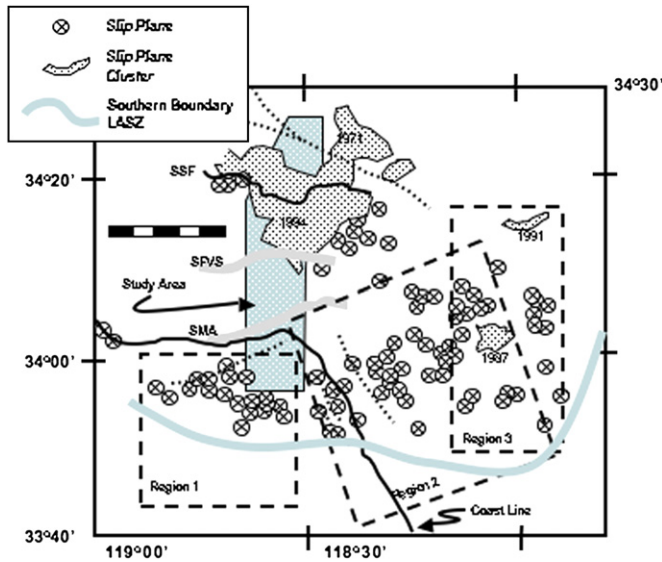 Slip Plane
Slip Plane
Cluster
Southern Boundary
LASZ
34°30'
1971
34°20'
SSF
1994
1991
SFVS
Study Area
SMA
34°00'
1987
Region 1
Region 2
Region 3
Coast Line
33°40'
119°00'
118°30'